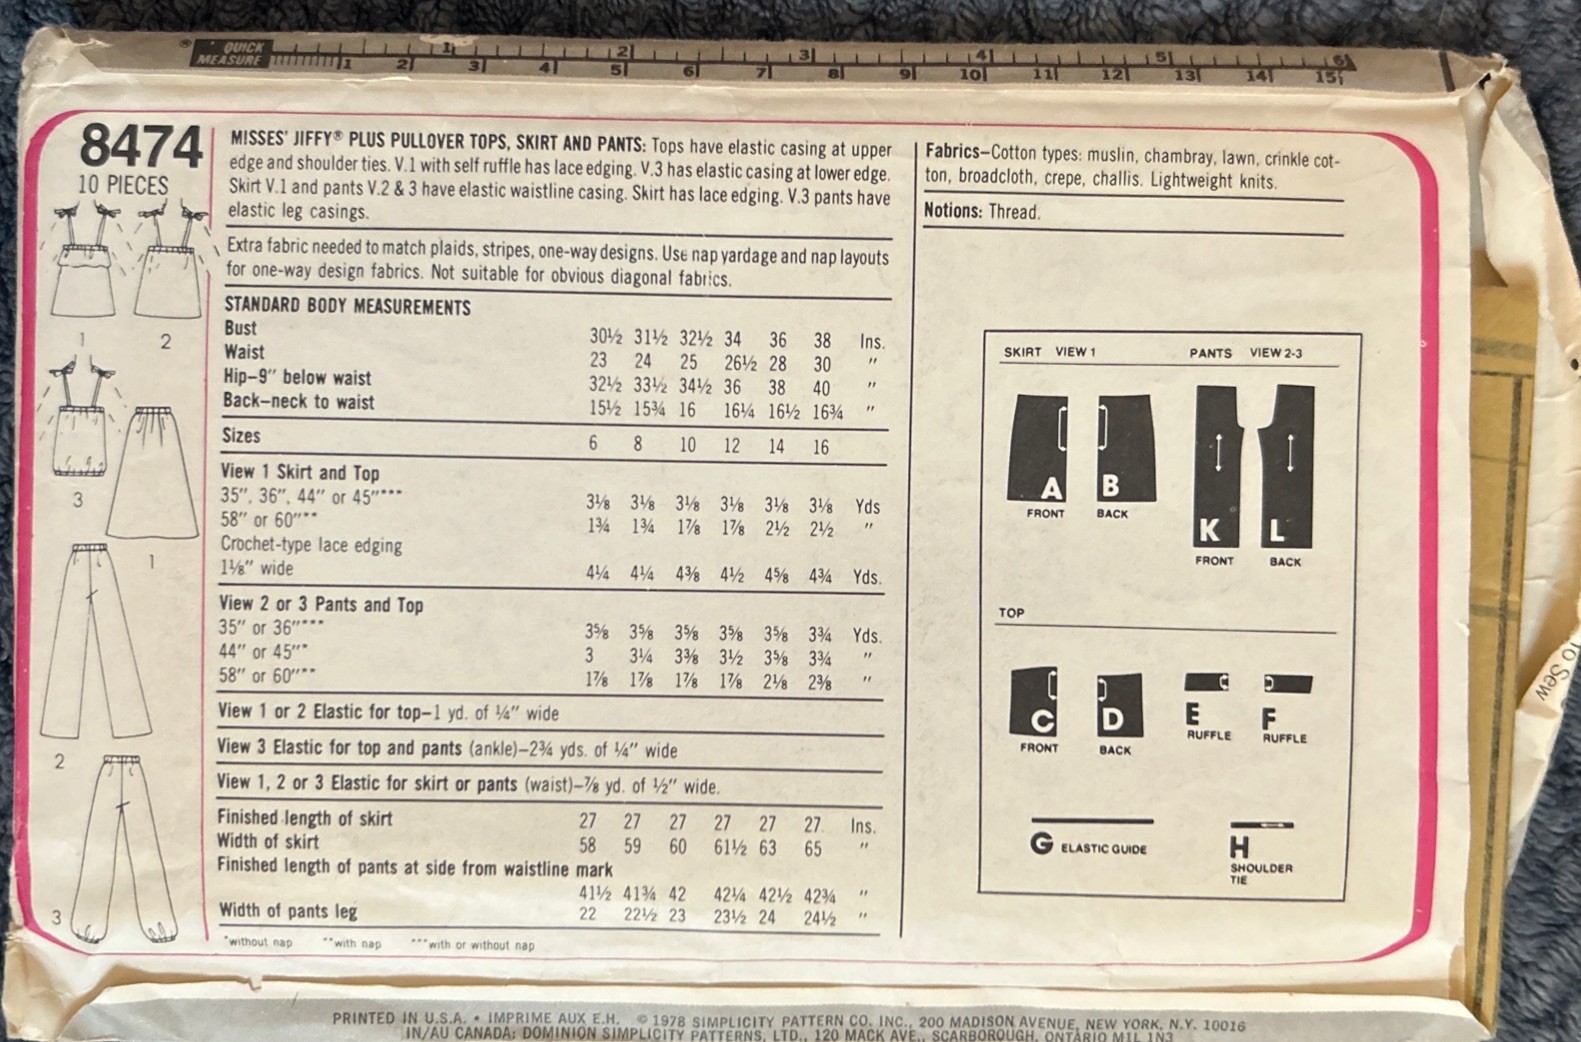 ® QUICK MEASURE
1 2 3 4 5 6
1 2 3 4 5 6 7 8 9 10 11 12 13 14 15
8474
10 PIECES
1
2
3
1
2
3
MISSES' JIFFY® PLUS PULLOVER TOPS, SKIRT AND PANTS: Tops have elastic casing at upper
edge and shoulder ties. V.1 with self ruffle has lace edging. V.3 has elastic casing at lower edge.
Skirt V.1 and pants V.2 & 3 have elastic waistline casing. Skirt has lace edging. V.3 pants have
elastic leg casings.
Extra fabric needed to match plaids, stripes, one-way designs. Use nap yardage and nap layouts
for one-way design fabrics. Not suitable for obvious diagonal fabrics.
STANDARD BODY MEASUREMENTS
Bust 30½ 31½ 32½ 34 36 38 Ins.
Waist 23 24 25 26½ 28 30 "
Hip–9" below waist 32½ 33½ 34½ 36 38 40 "
Back–neck to waist 15½ 15¾ 16 16¼ 16½ 16¾ "
Sizes 6 8 10 12 14 16
View 1 Skirt and Top
35", 36", 44" or 45"*** 3⅛ 3⅛ 3⅛ 3⅛ 3⅛ 3⅛ Yds
58" or 60"** 1¾ 1¾ 1⅞ 1⅞ 2½ 2½ "
Crochet-type lace edging
1⅛" wide 4¼ 4¼ 4⅜ 4½ 4⅝ 4¾ Yds.
View 2 or 3 Pants and Top
35" or 36"*** 3⅝ 3⅝ 3⅝ 3⅝ 3⅝ 3¾ Yds.
44" or 45"* 3 3¼ 3⅜ 3½ 3⅝ 3¾ "
58" or 60"** 1⅞ 1⅞ 1⅞ 1⅞ 2⅛ 2⅜ "
View 1 or 2 Elastic for top–1 yd. of ¼" wide
View 3 Elastic for top and pants (ankle)–2¾ yds. of ¼" wide
View 1, 2 or 3 Elastic for skirt or pants (waist)–⅞ yd. of ½" wide.
Finished length of skirt 27 27 27 27 27 27 Ins.
Width of skirt 58 59 60 61½ 63 65 "
Finished length of pants at side from waistline mark
41½ 41¾ 42 42¼ 42½ 42¾ "
Width of pants leg 22 22½ 23 23½ 24 24½ "
*without nap **with nap ***with or without nap
Fabrics–Cotton types: muslin, chambray, lawn, crinkle cot-
ton, broadcloth, crepe, challis. Lightweight knits.
Notions: Thread.
SKIRT VIEW 1 PANTS VIEW 2-3
A B K L
FRONT BACK
FRONT BACK
TOP
C D E F
RUFFLE RUFFLE
FRONT BACK
G ELASTIC GUIDE
H
SHOULDER
TIE
To Sew
PRINTED IN U.S.A. • IMPRIME AUX E.H. © 1978 SIMPLICITY PATTERN CO. INC., 200 MADISON AVENUE, NEW YORK, N.Y. 10016
IN/AU CANADA: DOMINION SIMPLICITY PATTERNS, LTD., 120 MACK AVE., SCARBOROUGH, ONTARIO M1L 1N3